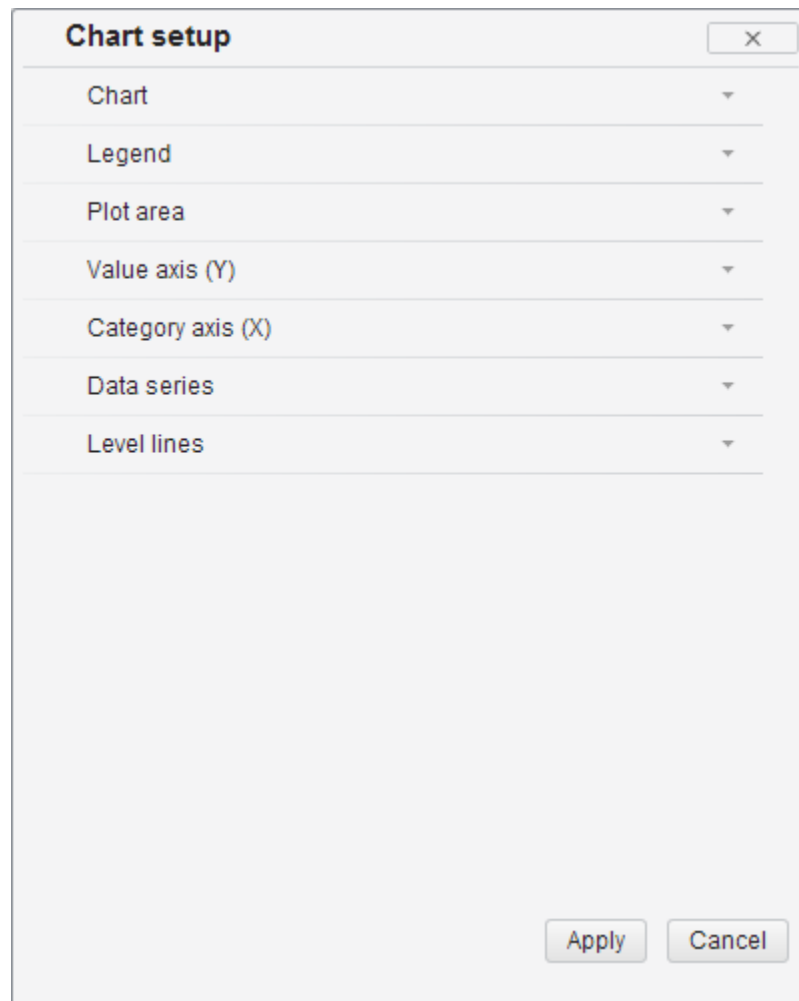 Chart setup
Chart
Legend
Plot area
Value axis (Y)
Category axis (X)
Data series
Level lines
Apply Cancel